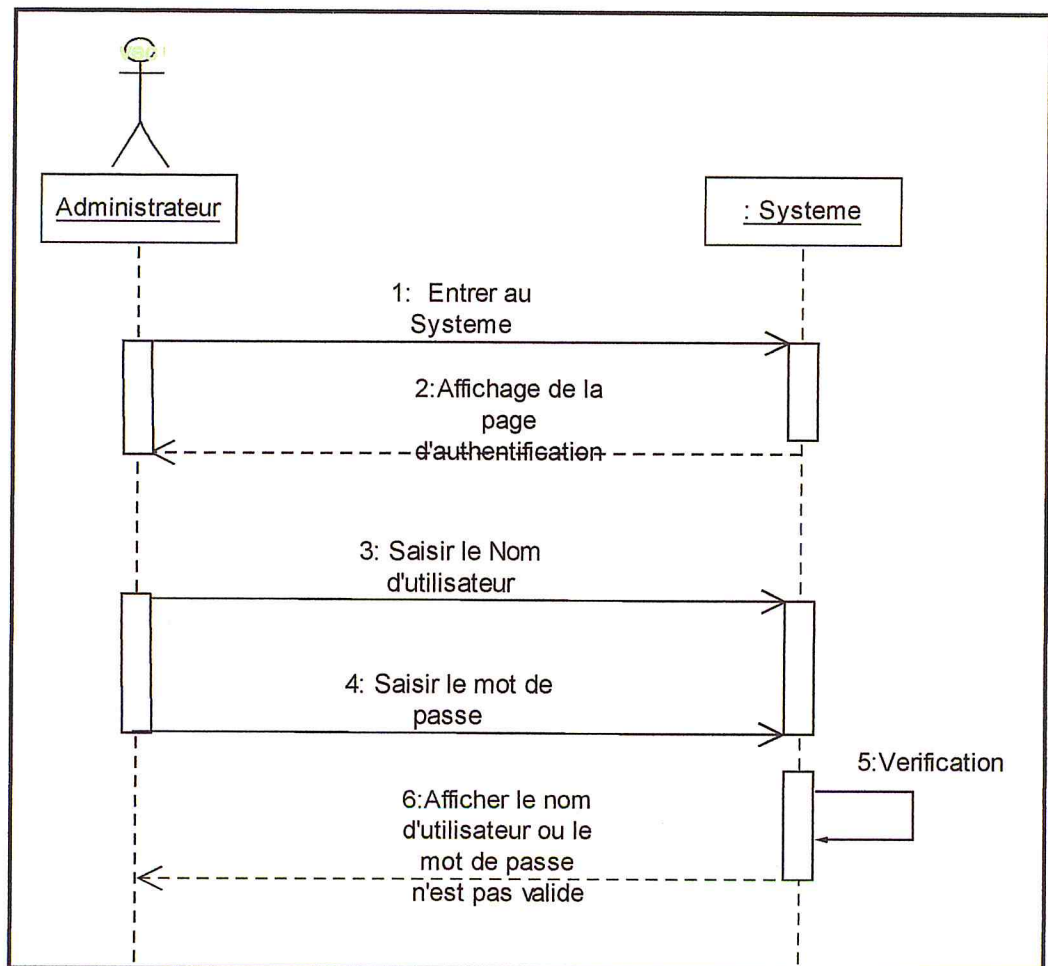 Administrateur
: Systeme
1: Entrer au
Systeme
2:Affichage de la
page
d'authentification
3: Saisir le Nom
d'utilisateur
4: Saisir le mot de
passe
5:Verification
6:Afficher le nom
d'utilisateur ou le
mot de passe
n'est pas valide